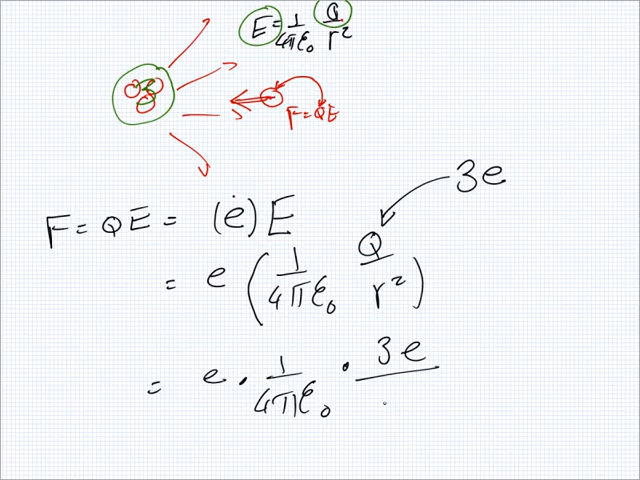 E = 1/4πε₀ Q/r²
F = QE
3e
F = QE = (e) E
= e (1/4πε₀ Q/r²)
= e · 1/4πε₀ · 3e